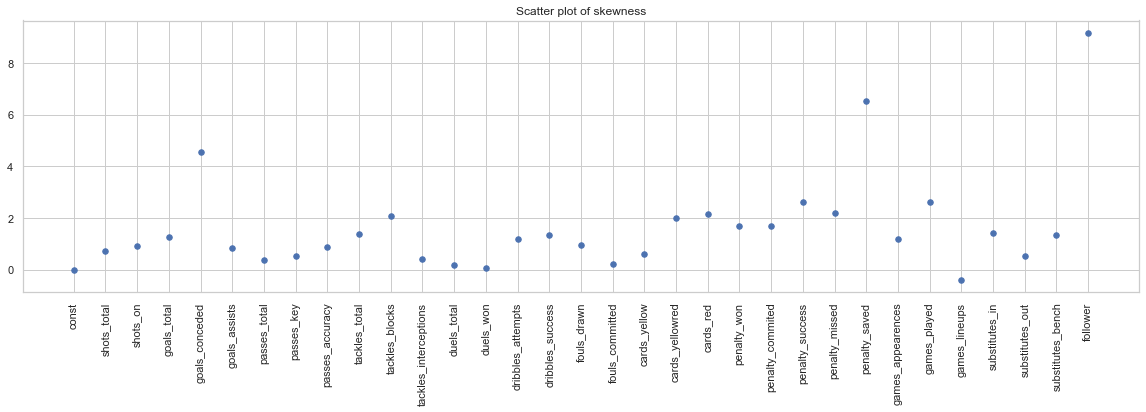 Scatter plot of skewness
8
6
4
2
0
const
shots_total
shots_on
goals_total
goals_conceded
goals_assists
passes_total
passes_key
passes_accuracy
tackles_total
tackles_blocks
tackles_interceptions
duels_total
duels_won
dribbles_attempts
dribbles_success
fouls_drawn
fouls_committed
cards_yellow
cards_yellowred
cards_red
penalty_won
penalty_commited
penalty_success
penalty_missed
penalty_saved
games_appearences
games_played
games_lineups
substitutes_in
substitutes_out
substitutes_bench
follower